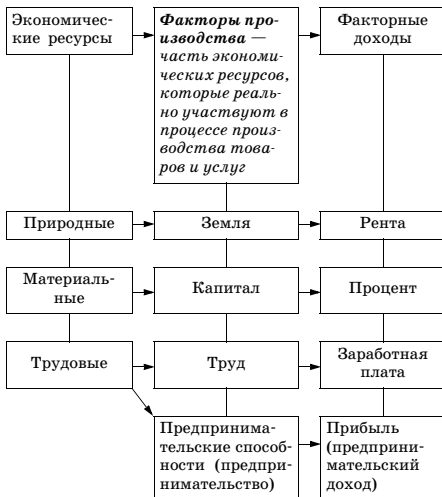 Экономиче-
ские ресурсы
Факторы про-
изводства —
часть экономи-
ческих ресурсов,
которые реаль-
но участвуют в
процессе произ-
водства това-
ров и услуг
Факторные
доходы
Природные
Земля
Рента
Материаль-
ные
Капитал
Процент
Трудовые
Труд
Заработная
плата
Предпринима-
тельские способ-
ности (предпри-
нимательство)
Прибыль
(предприни-
мательский
доход)